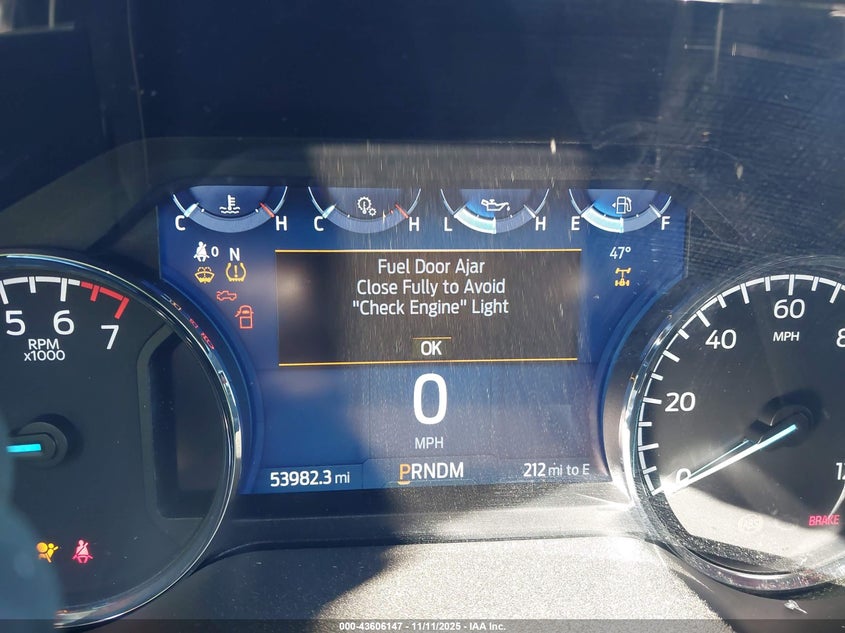 C H C H L H E F
0 N 47°
Fuel Door Ajar
Close Fully to Avoid
"Check Engine" Light
OK
5 6 7
RPM
x1000
0
MPH
53982.3 mi PRNDM 212 mi to E
0 20 40 60 8
MPH
1
BRAKE
000-43606147 - 11/11/2025 - IAA Inc.